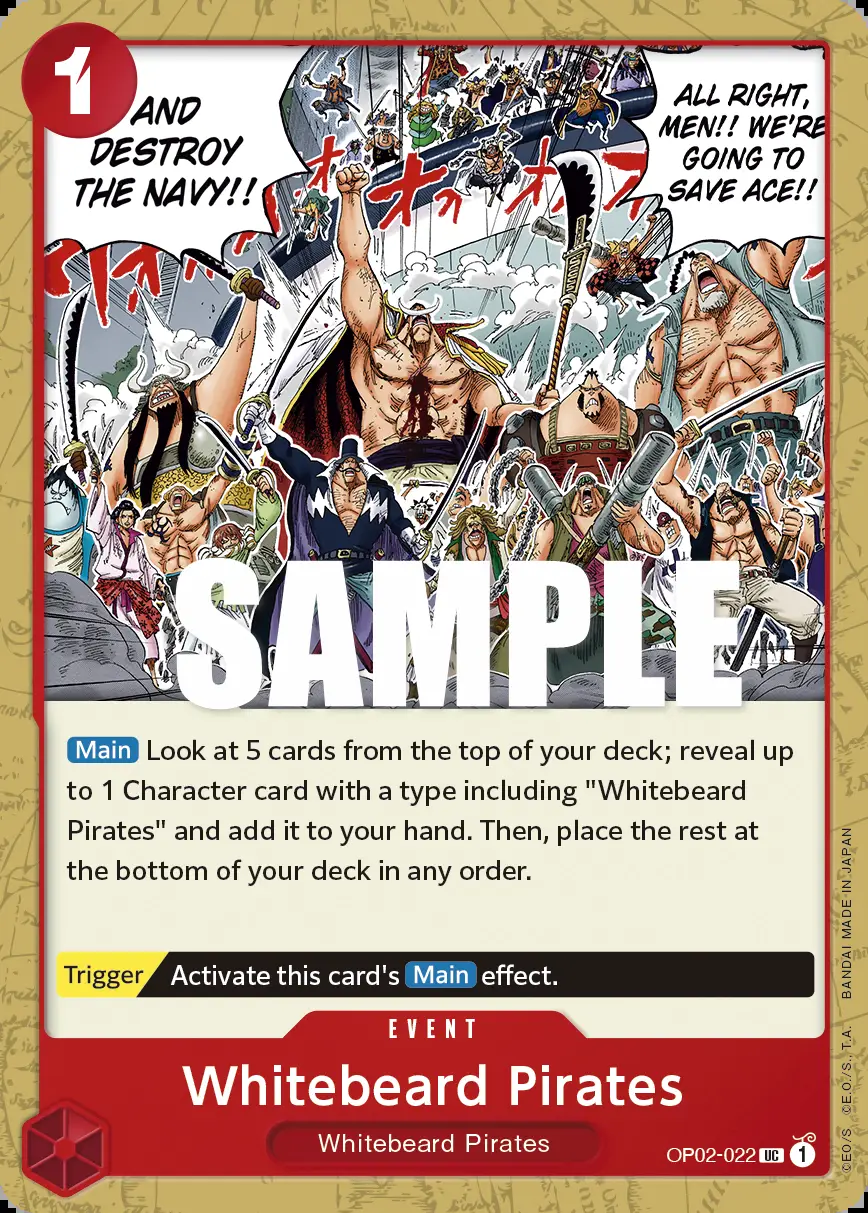 1
AND
DESTROY
THE NAVY!!
ALL RIGHT,
MEN!! WE'RE
GOING TO
SAVE ACE!!
SAMPLE
Main Look at 5 cards from the top of your deck; reveal up
to 1 Character card with a type including "Whitebeard
Pirates" and add it to your hand. Then, place the rest at
the bottom of your deck in any order.
Trigger Activate this card's Main effect.
EVENT
Whitebeard Pirates
Whitebeard Pirates
OP02-022 UC 1
©EO/S ©E.O./S., T.A. BANDAI MADE IN JAPAN